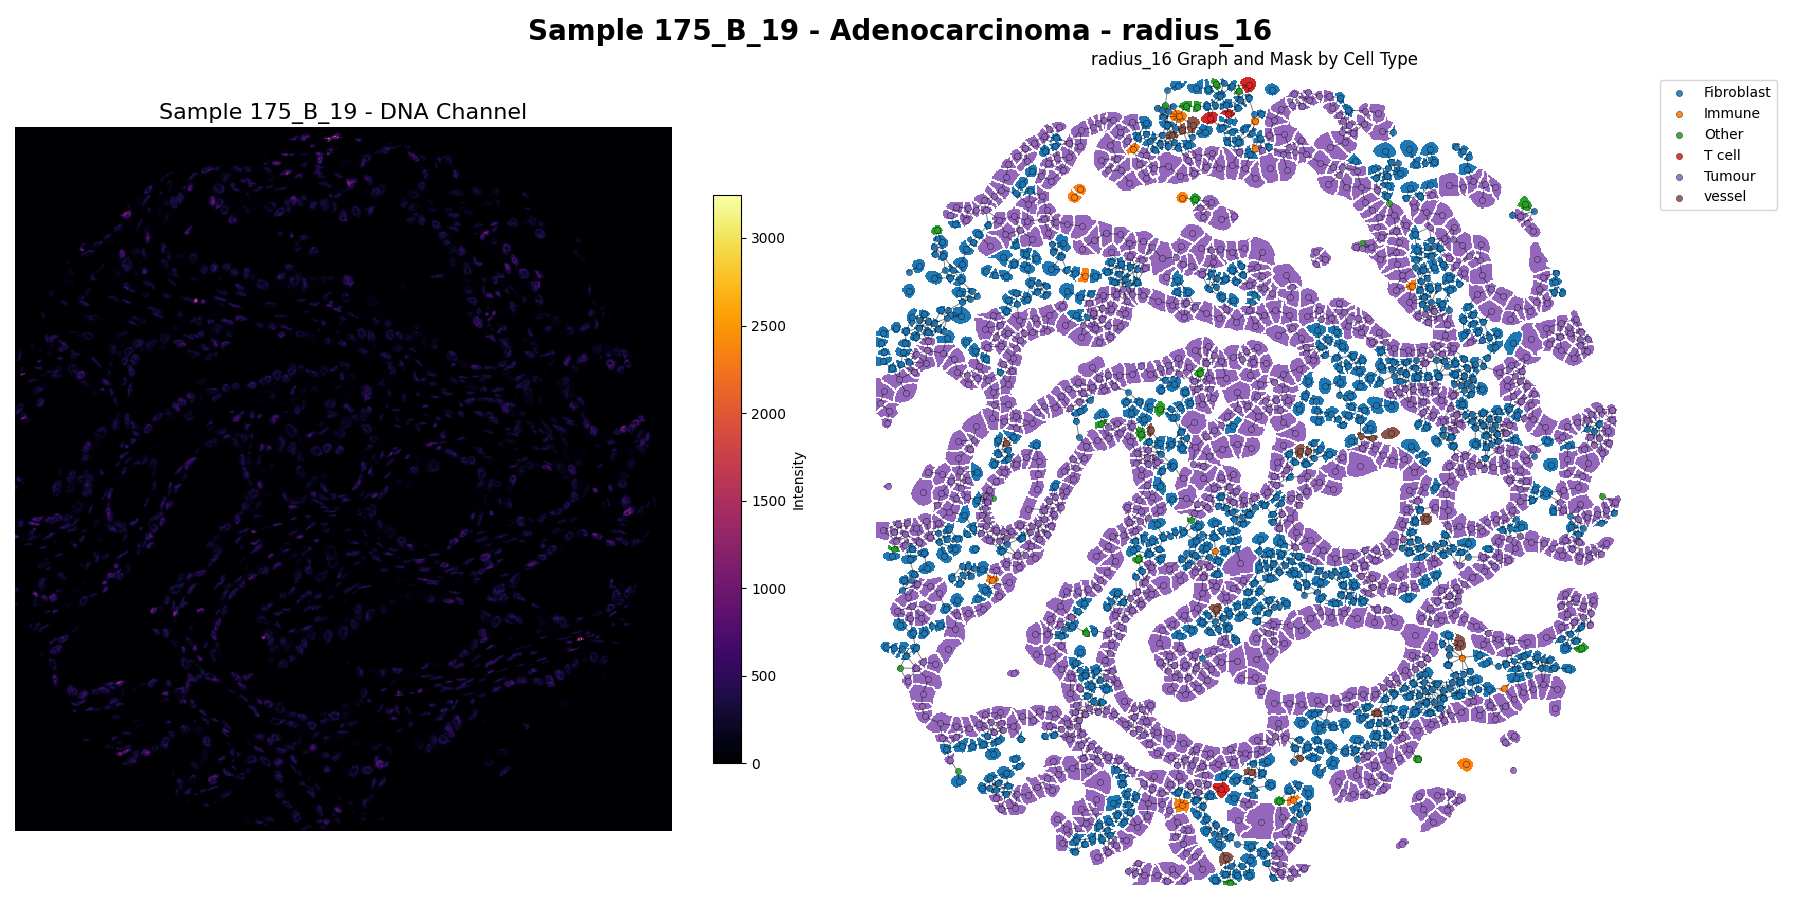 Sample 175_B_19 - Adenocarcinoma - radius_16
radius_16 Graph and Mask by Cell Type
Sample 175_B_19 - DNA Channel
Fibroblast
Immune
Other
T cell
Tumour
vessel
3000
2500
2000
1500
1000
500
0
Intensity